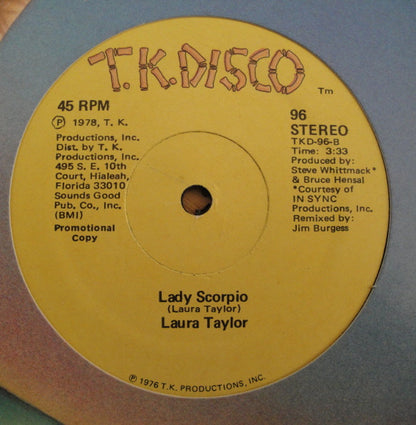 T.K.DISCO
TM
45 RPM
℗ 1978, T. K.
Productions, Inc.
Dist. by T. K.
Productions, Inc.
495 S. E. 10th
Court, Hialeah,
Florida 33010
Sounds Good
Pub. Co., Inc.
(BMI)
Promotional
Copy
96
STEREO
TKD-96-B
Time: 3:33
Produced by:
Steve Whittmack*
& Bruce Hensal
*Courtesy of
IN SYNC
Productions, Inc.
Remixed by:
Jim Burgess
Lady Scorpio
(Laura Taylor)
Laura Taylor
℗ 1976 T.K. PRODUCTIONS, INC.